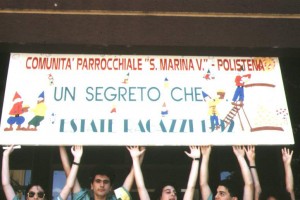 COMUNITA' PARROCCHIALE "S. MARINA V." - POLISTENA
UN SEGRETO CHE
ESTATE RAGAZZI